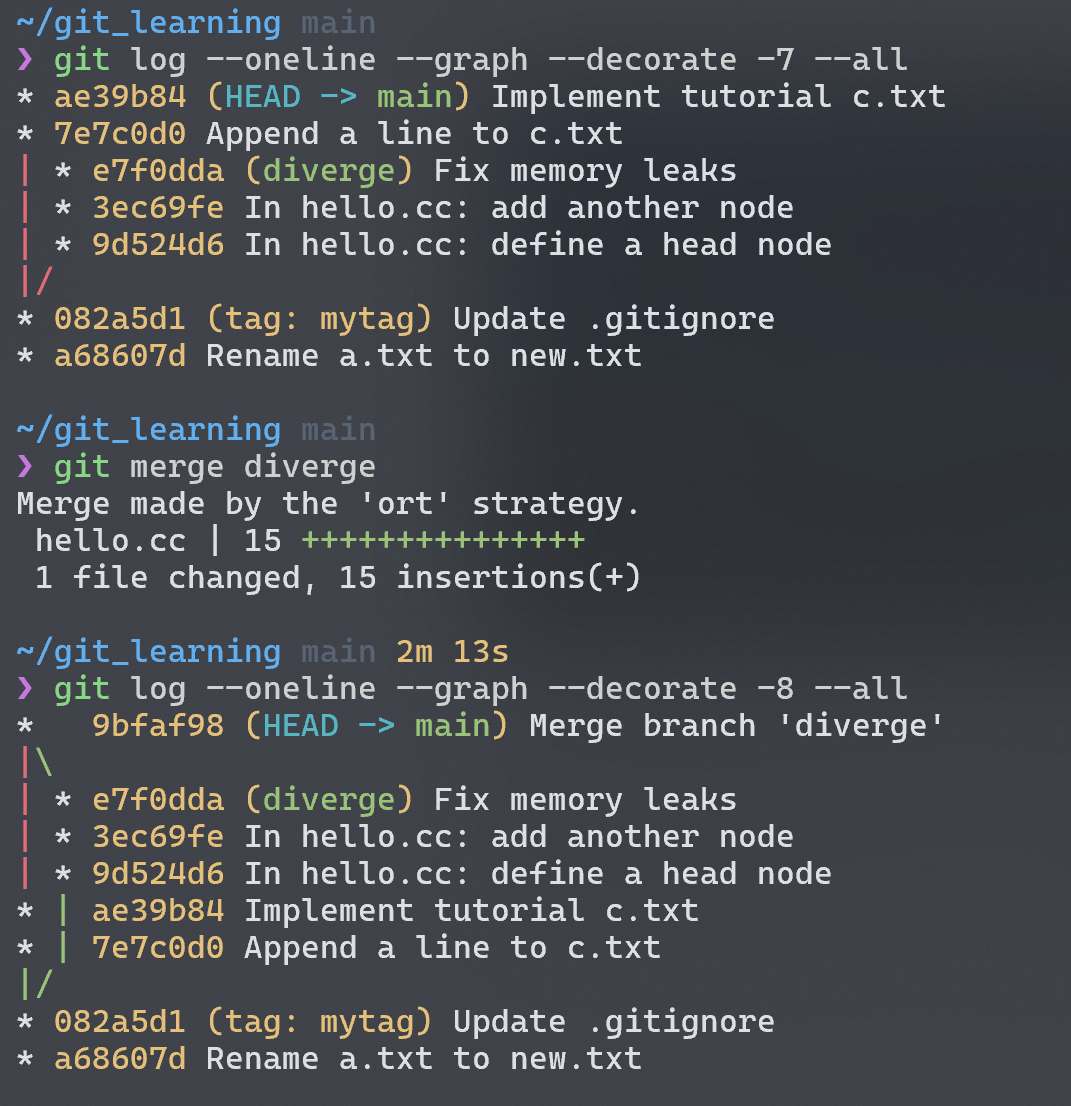 ~/git_learning main
❯ git log --oneline --graph --decorate -7 --all
* ae39b84 (HEAD -> main) Implement tutorial c.txt
* 7e7c0d0 Append a line to c.txt
| * e7f0dda (diverge) Fix memory leaks
| * 3ec69fe In hello.cc: add another node
| * 9d524d6 In hello.cc: define a head node
|/
* 082a5d1 (tag: mytag) Update .gitignore
* a68607d Rename a.txt to new.txt
~/git_learning main
❯ git merge diverge
Merge made by the 'ort' strategy.
 hello.cc | 15 +++++++++++++++
 1 file changed, 15 insertions(+)
~/git_learning main 2m 13s
❯ git log --oneline --graph --decorate -8 --all
*   9bfaf98 (HEAD -> main) Merge branch 'diverge'
|\
| * e7f0dda (diverge) Fix memory leaks
| * 3ec69fe In hello.cc: add another node
| * 9d524d6 In hello.cc: define a head node
* | ae39b84 Implement tutorial c.txt
* | 7e7c0d0 Append a line to c.txt
|/
* 082a5d1 (tag: mytag) Update .gitignore
* a68607d Rename a.txt to new.txt